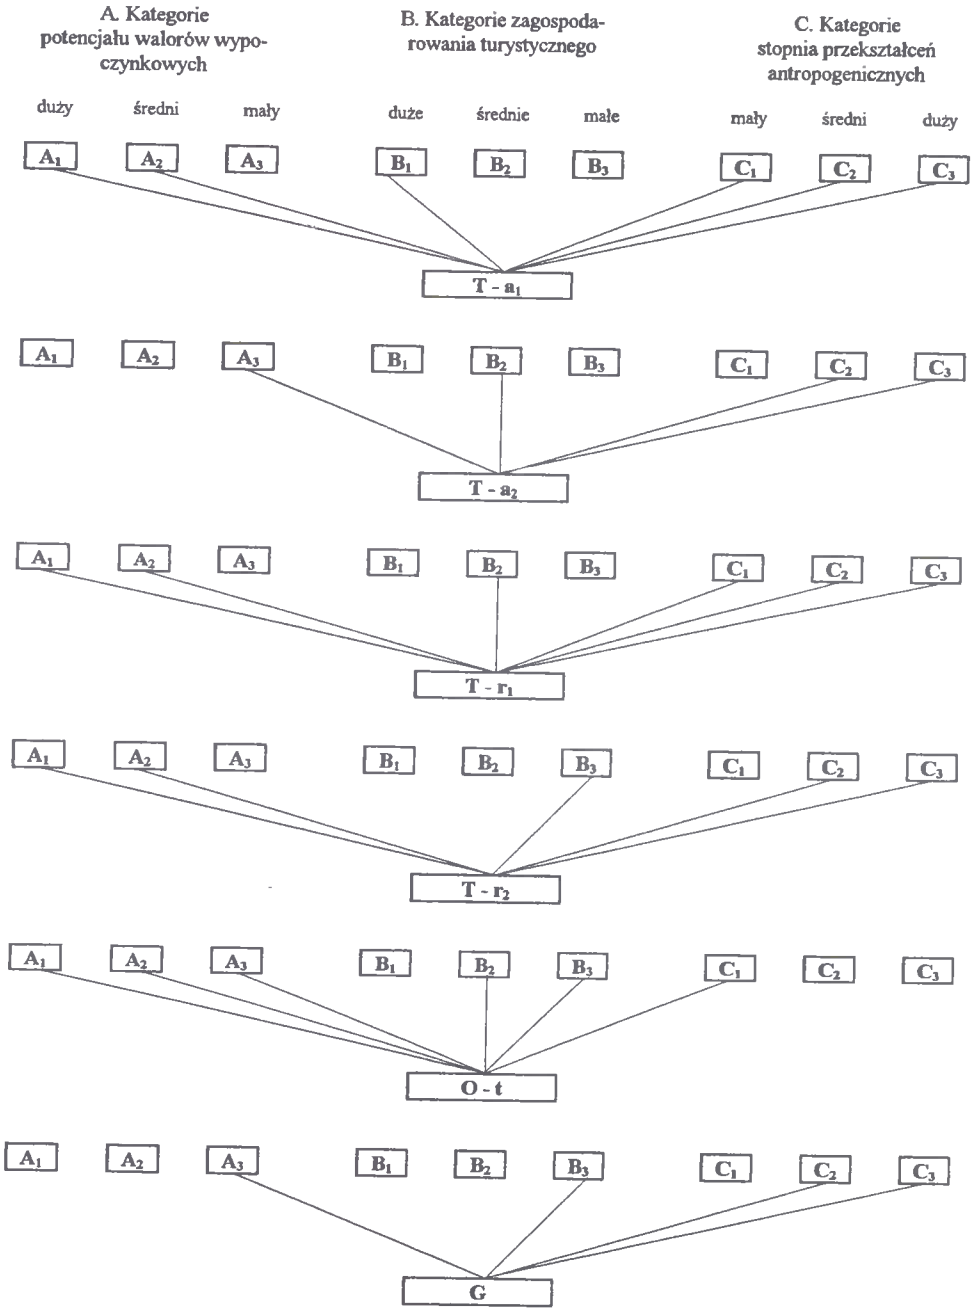 A. Kategorie
potencjału walorów wypo-
czynkowych
B. Kategorie zagospoda-
rowania turystycznego
C. Kategorie
stopnia przekształceń
antropogenicznych
duży średni mały duże średnie małe mały średni duży
A₁ A₂ A₃ B₁ B₂ B₃ C₁ C₂ C₃
T - a₁
A₁ A₂ A₃ B₁ B₂ B₃ C₁ C₂ C₃
T - a₂
A₁ A₂ A₃ B₁ B₂ B₃ C₁ C₂ C₃
T - r₁
A₁ A₂ A₃ B₁ B₂ B₃ C₁ C₂ C₃
T - r₂
A₁ A₂ A₃ B₁ B₂ B₃ C₁ C₂ C₃
O - t
A₁ A₂ A₃ B₁ B₂ B₃ C₁ C₂ C₃
G